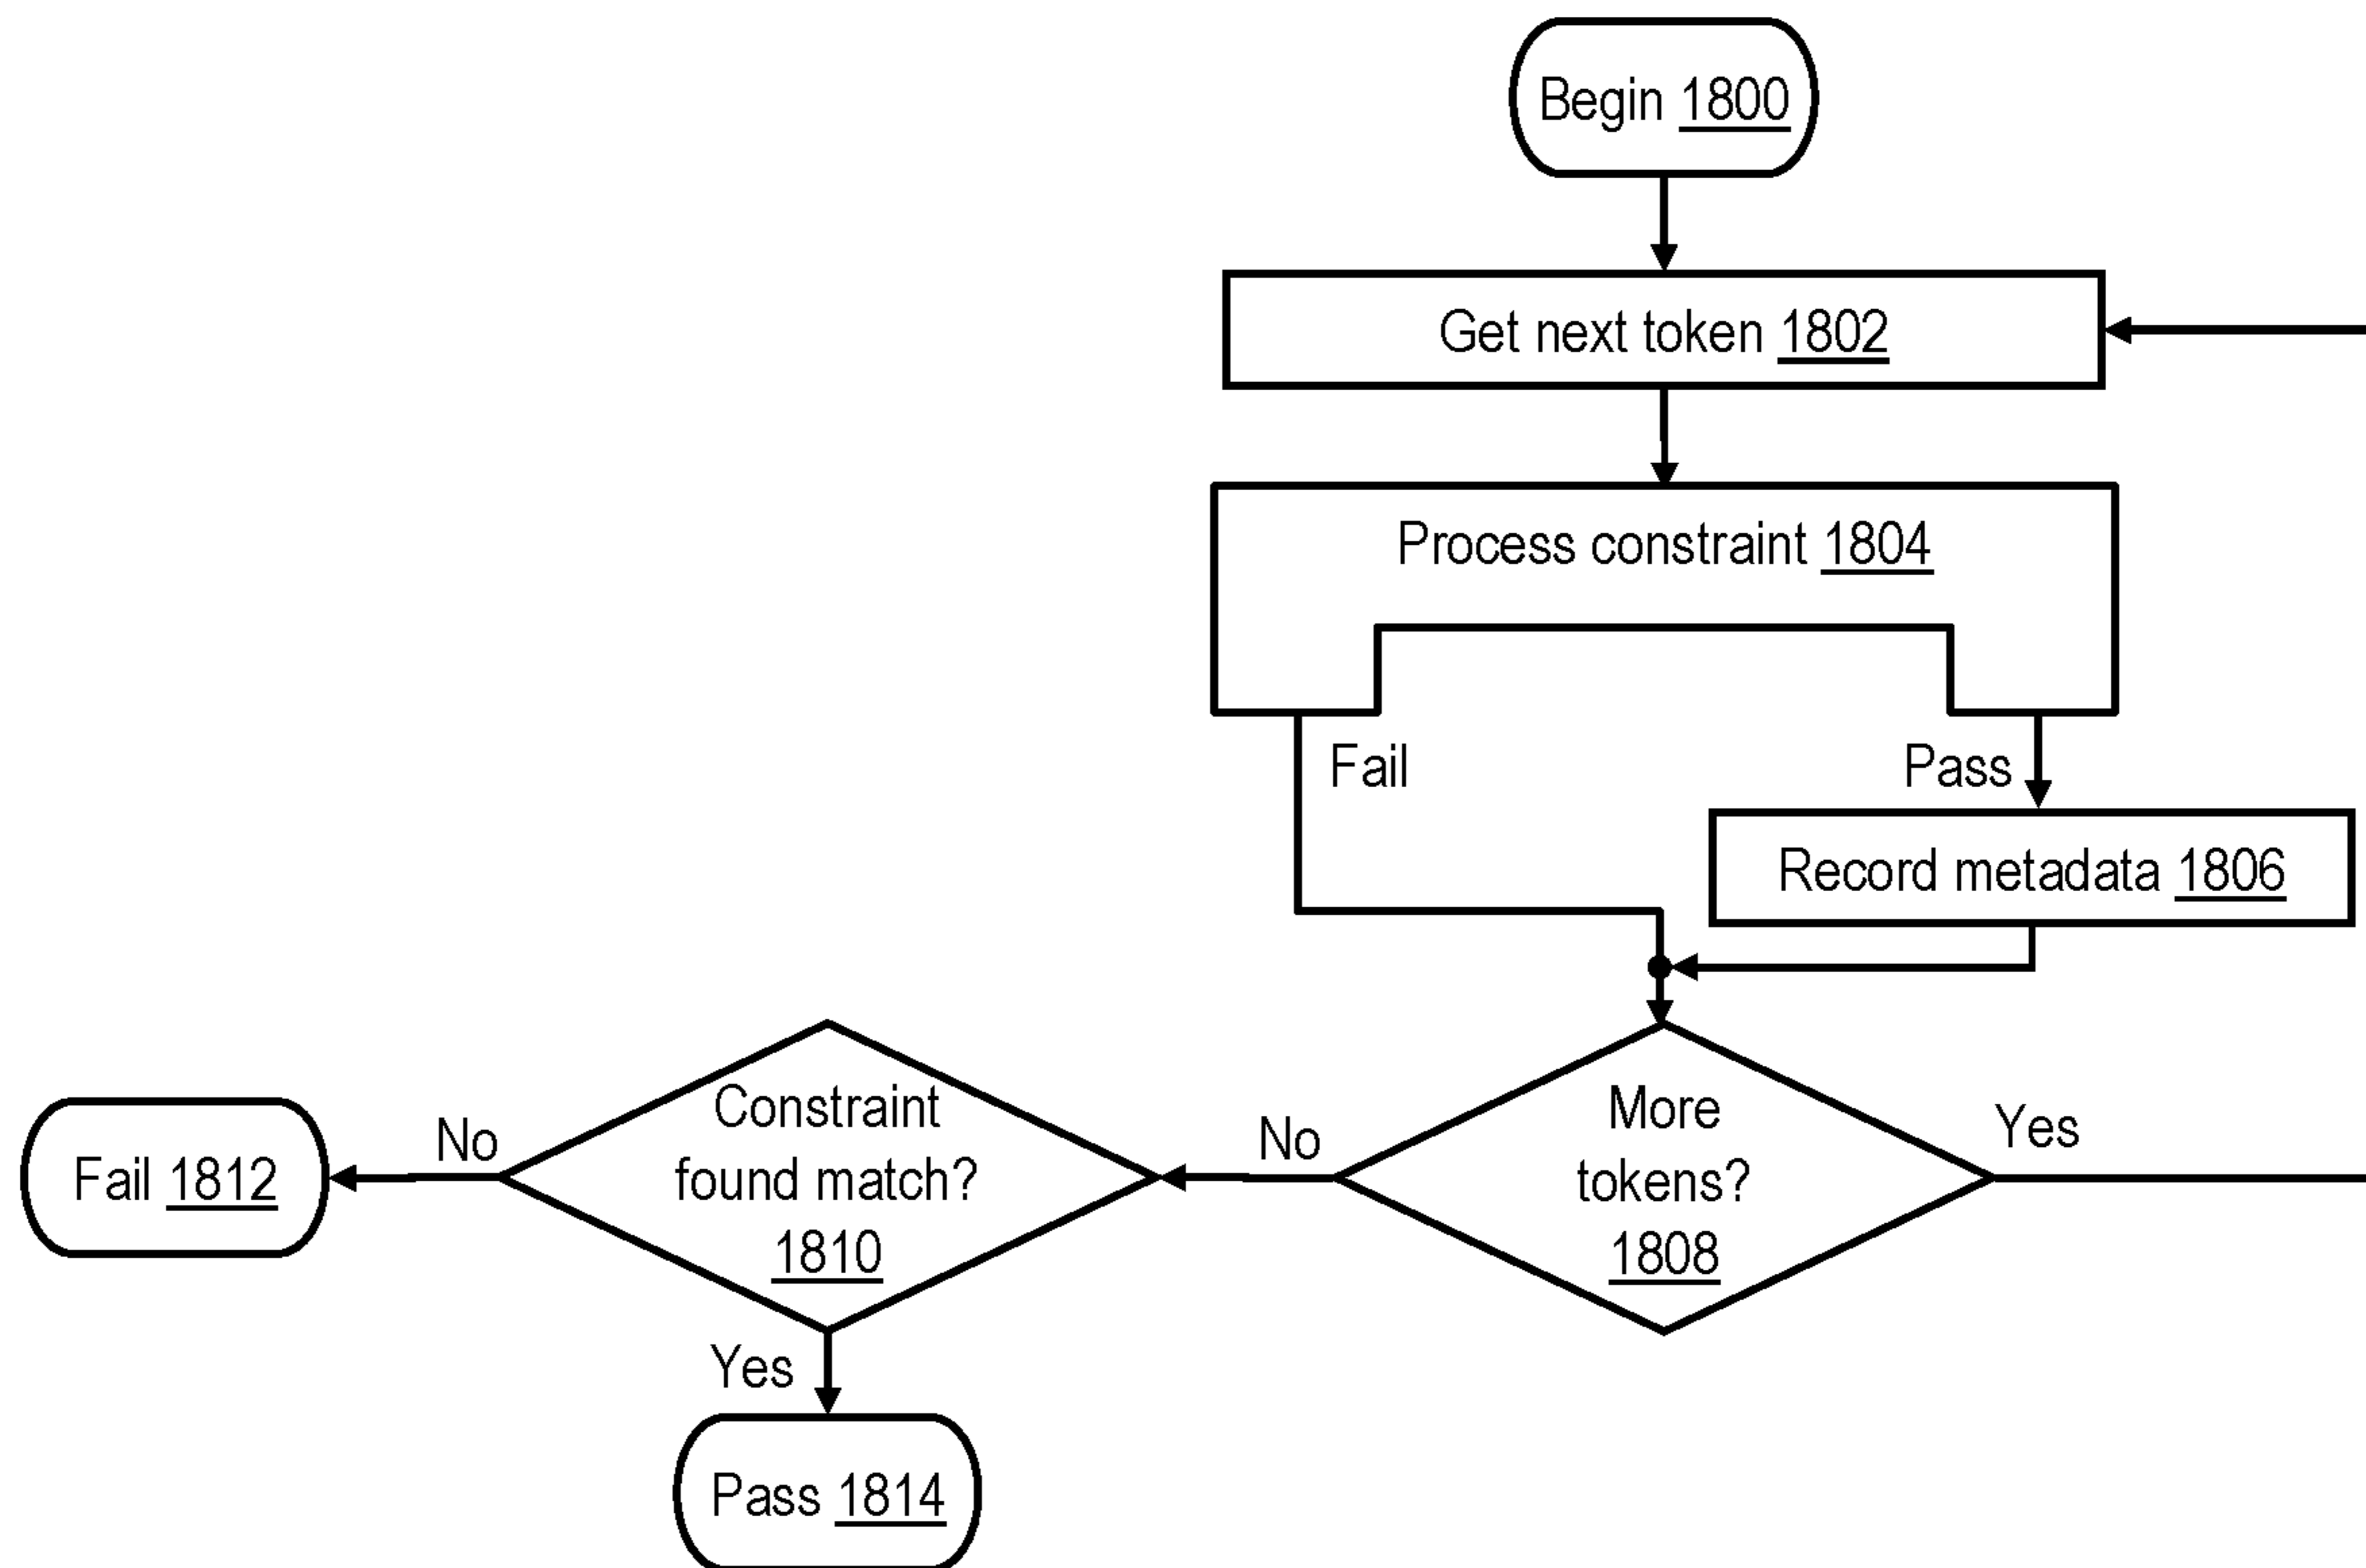 Begin 1800
Get next token 1802
Process constraint 1804
Fail
Pass
Record metadata 1806
More
tokens?
1808
Yes
No
Constraint
found match?
1810
No
Fail 1812
Yes
Pass 1814